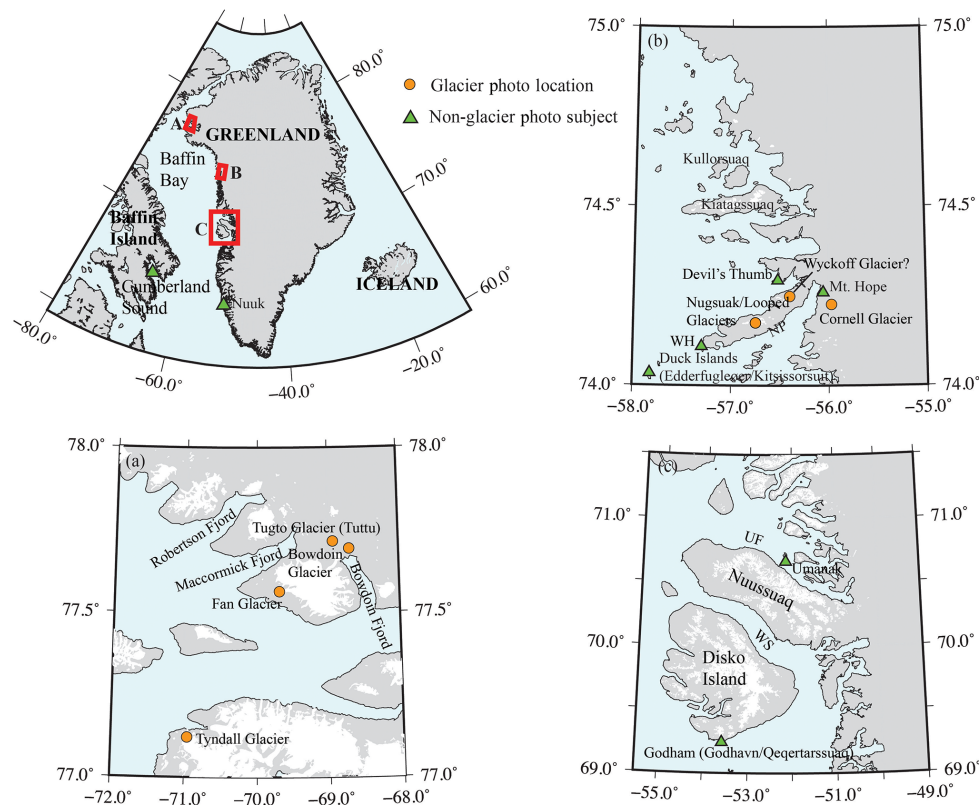 80.0°
A
GREENLAND
Baffin
Bay
B
70.0°
Baffin
Island
C
ICELAND
Cumberland
Sound
Nuuk
−80.0°
60.0°
−60.0°
−40.0°
−20.0°
Glacier photo location
Non-glacier photo subject
75.0°
(b)
75.0°
Kullorsuaq
74.5°
Kiatagssuaq
74.5°
Wyckoff Glacier?
Devil's Thumb
Mt. Hope
Nugsuak/Looped
Glaciers
Cornell Glacier
NP
WH
Duck Islands
(Edderfugleoer/Kitsissorsuit)
74.0°
74.0°
−58.0°
−57.0°
−56.0°
−55.0°
78.0°
(a)
78.0°
Robertson Fjord
Tugto Glacier (Tuttu)
Maccormick Fjord
Bowdoin
Glacier
Bowdoin Fjord
Fan Glacier
77.5°
77.5°
Tyndall Glacier
77.0°
77.0°
−72.0°
−71.0°
−70.0°
−69.0°
−68.0°
(c)
71.0°
71.0°
UF
Umanak
Nuussuaq
70.0°
WS
70.0°
Disko
Island
Godham (Godhavn/Qeqertarssuaq)
69.0°
69.0°
−55.0°
−53.0°
−52.0°
−51.0°
−49.0°